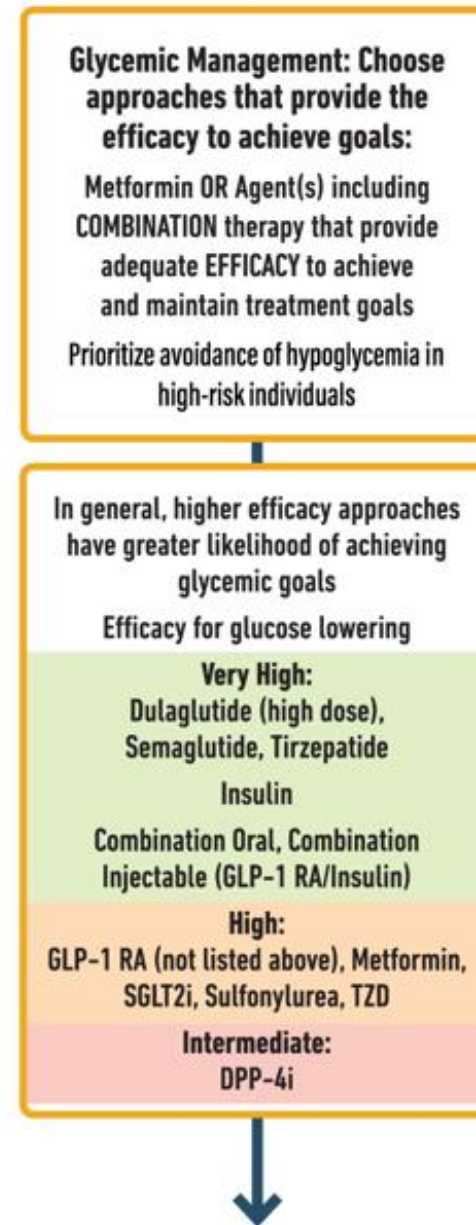 Glycemic Management: Choose
approaches that provide the
efficacy to achieve goals:
Metformin OR Agent(s) including
COMBINATION therapy that provide
adequate EFFICACY to achieve
and maintain treatment goals
Prioritize avoidance of hypoglycemia in
high-risk individuals
In general, higher efficacy approaches
have greater likelihood of achieving
glycemic goals
Efficacy for glucose lowering
Very High:
Dulaglutide (high dose),
Semaglutide, Tirzepatide
Insulin
Combination Oral, Combination
Injectable (GLP-1 RA/Insulin)
High:
GLP-1 RA (not listed above), Metformin,
SGLT2i, Sulfonylurea, TZD
Intermediate:
DPP-4i